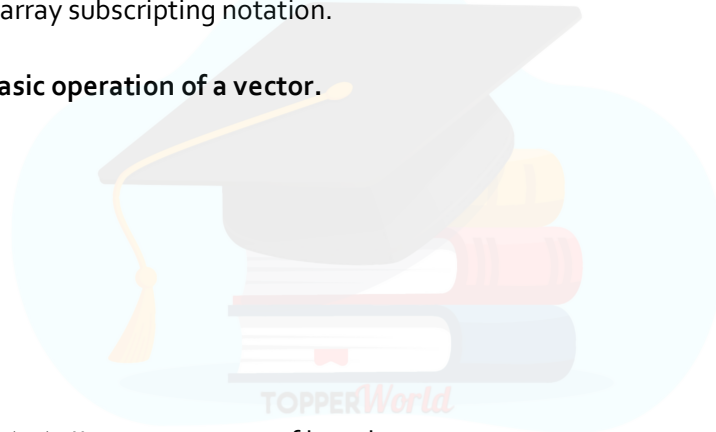 array subscripting notation.
asic operation of a vector.
TOPPERWorld